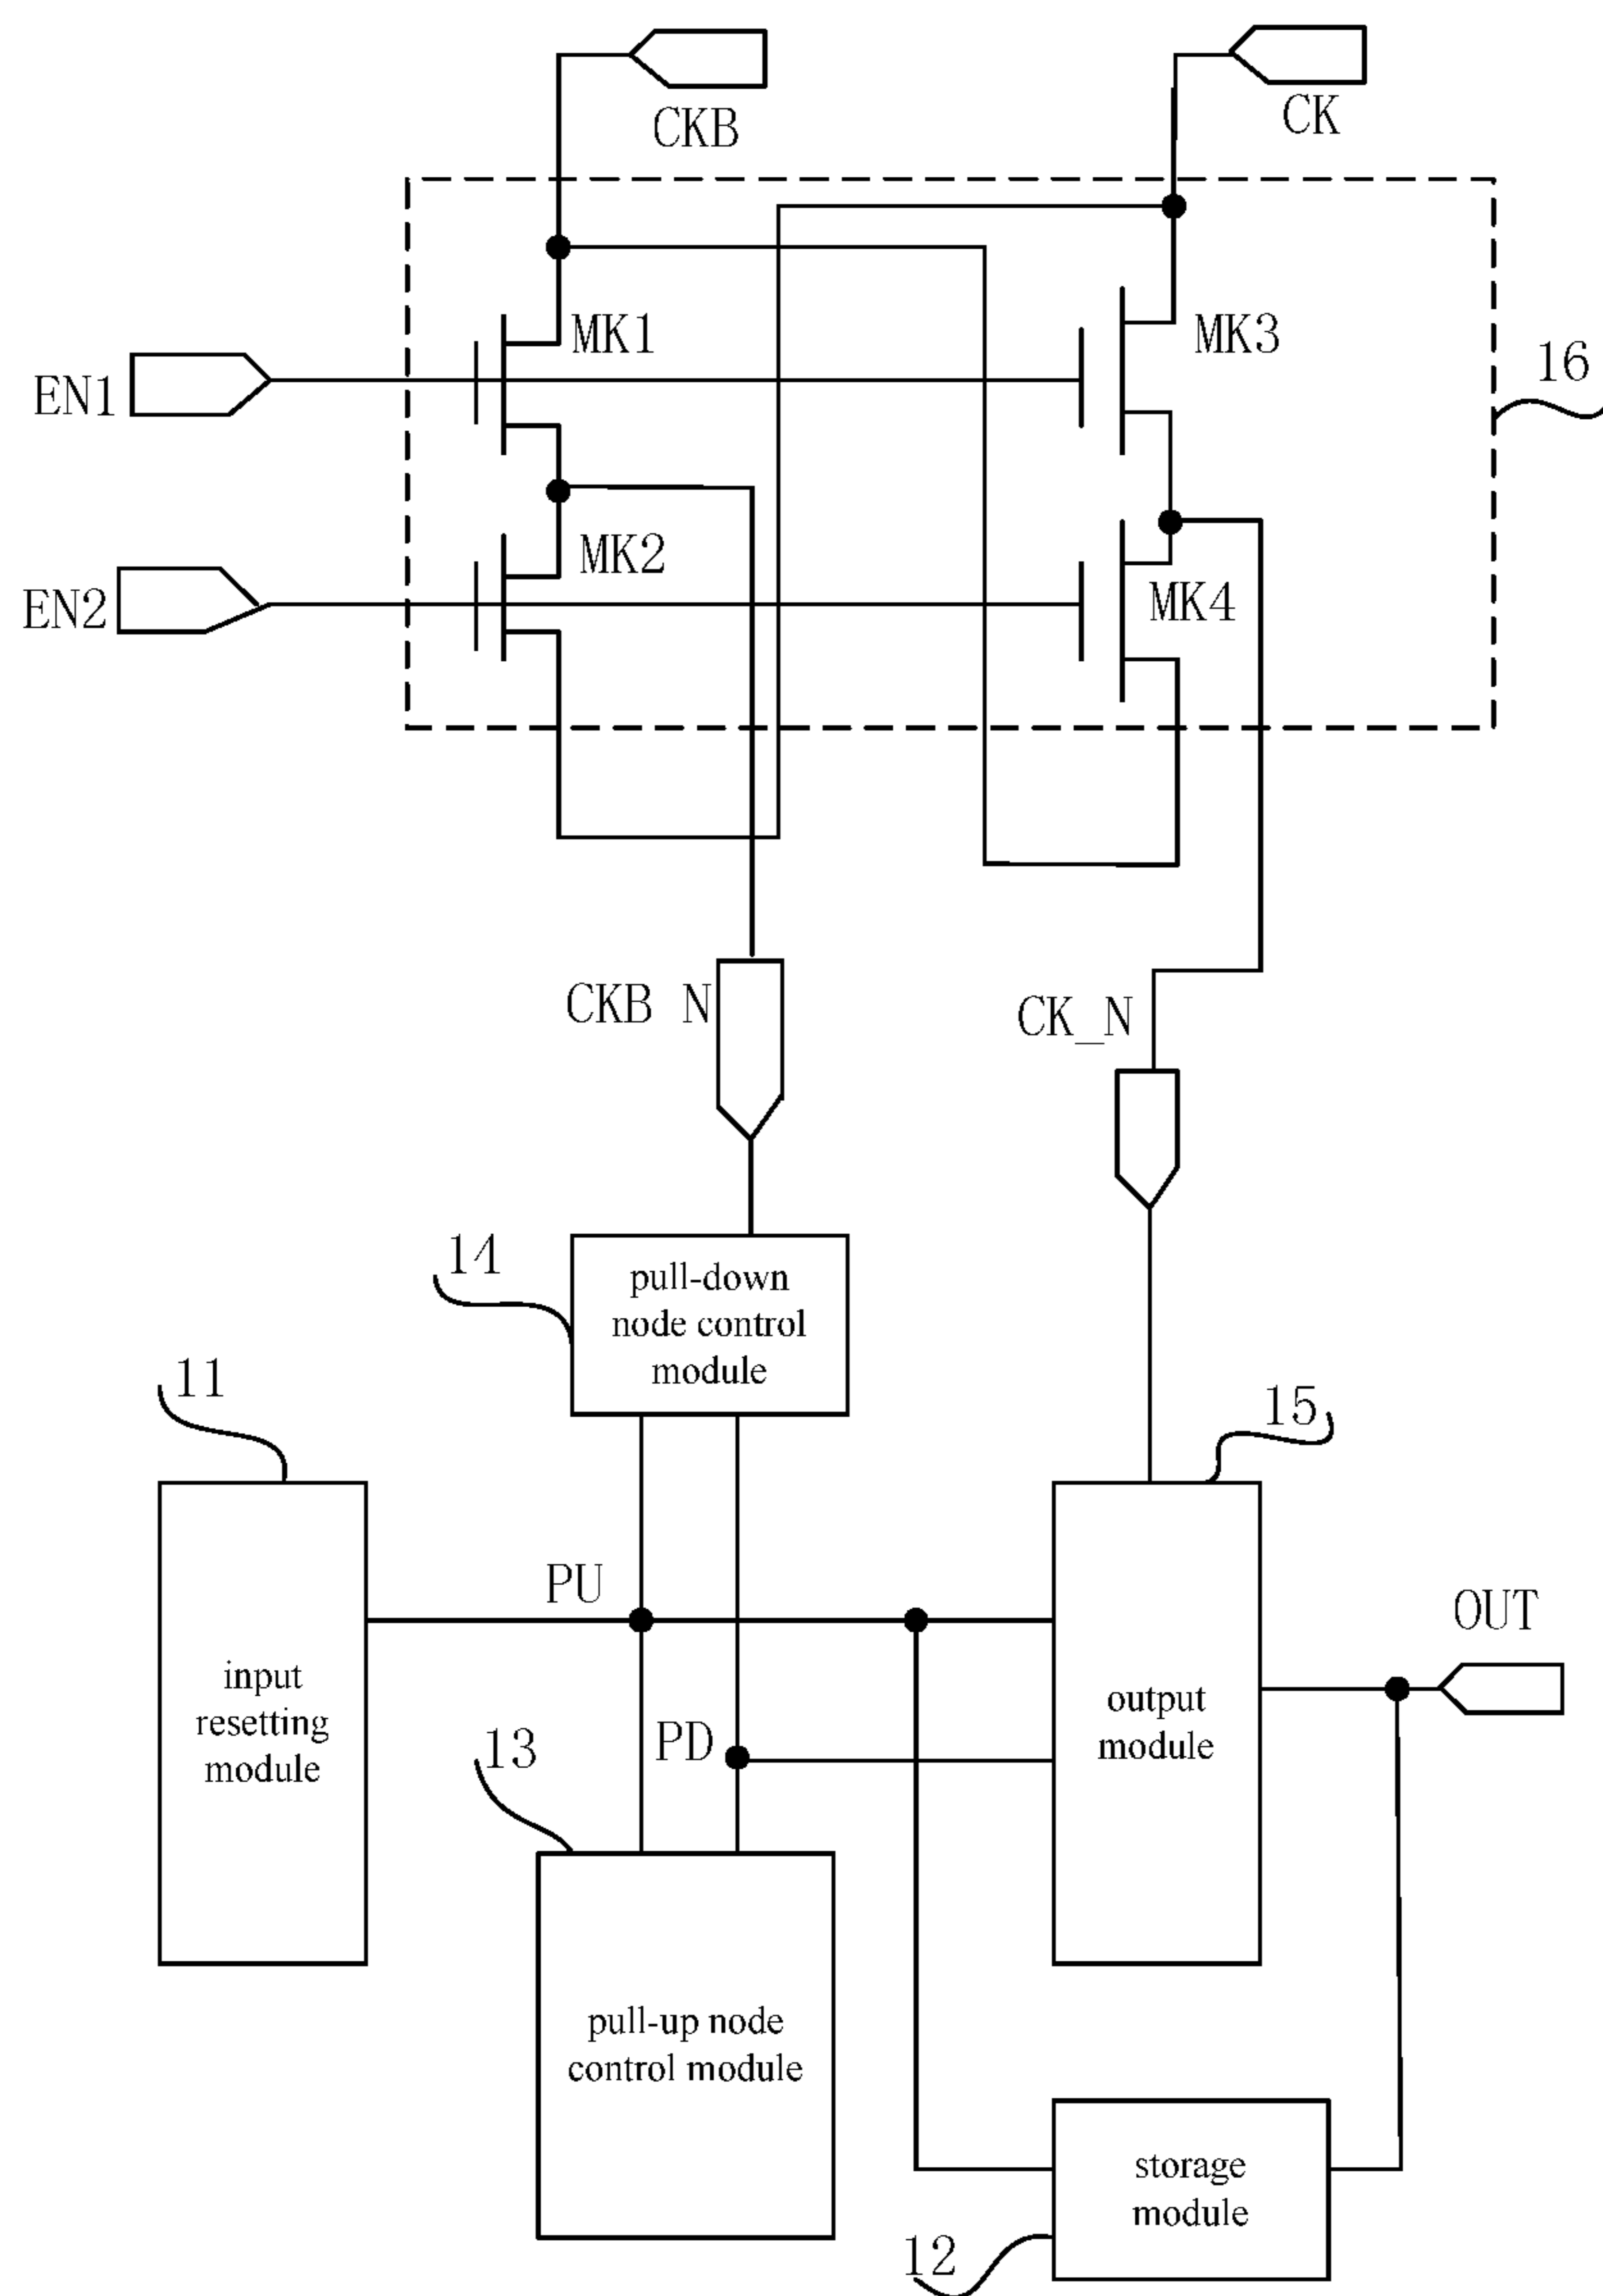 CKB
CK
MK1
MK3
EN1
16
MK2
MK4
EN2
CKB N
CK_N
14
pull-down
node control
module
11
15
PU
OUT
input
resetting
module
output
module
PD
13
pull-up node
control module
storage
module
12